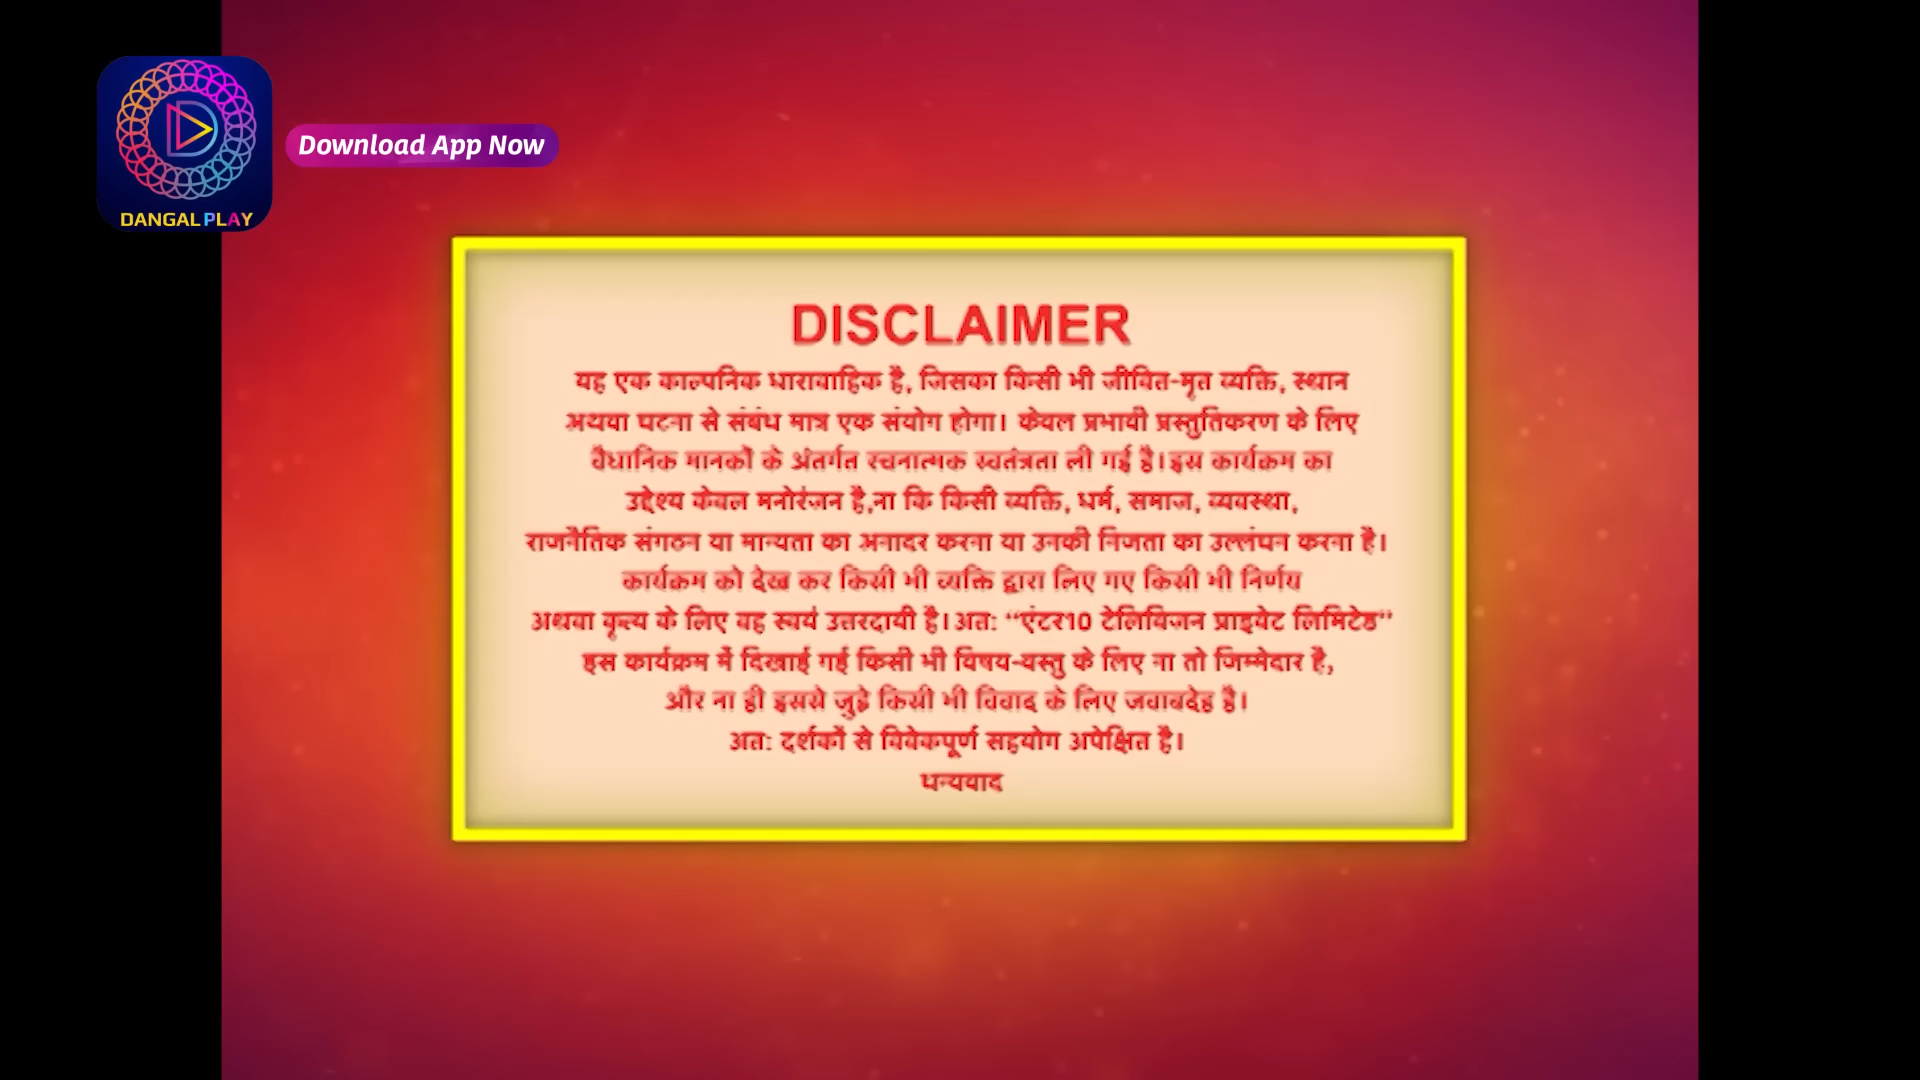 DANGAL PLAY
Download App Now
DISCLAIMER
यह एक काल्पनिक धारावाहिक है, जिसका किसी भी जीवित-मृत व्यक्ति, स्थान
अथवा घटना से संबंध मात्र एक संयोग होगा। केवल प्रभावी प्रस्तुतिकरण के लिए
वैधानिक मानकों के अंतर्गत रचनात्मक स्वतंत्रता ली गई है।इस कार्यक्रम का
उद्देश्य केवल मनोरंजन है,ना कि किसी व्यक्ति, धर्म, समाज, व्यवस्था,
राजनैतिक संगठन या मान्यता का अनादर करना या उनकी निजता का उल्लंघन करना है।
कार्यक्रम को देख कर किसी भी व्यक्ति द्वारा लिए गए किसी भी निर्णय
अथवा कृत्य के लिए वह स्वयं उत्तरदायी है।अतः “एंटर10 टेलिविजन प्राइवेट लिमिटेड”
इस कार्यक्रम में दिखाई गई किसी भी विषय-वस्तु के लिए ना तो जिम्मेदार है,
और ना ही इससे जुड़े किसी भी विवाद के लिए जवाबदेह है।
अतः दर्शकों से विवेकपूर्ण सहयोग अपेक्षित है।
धन्यवाद